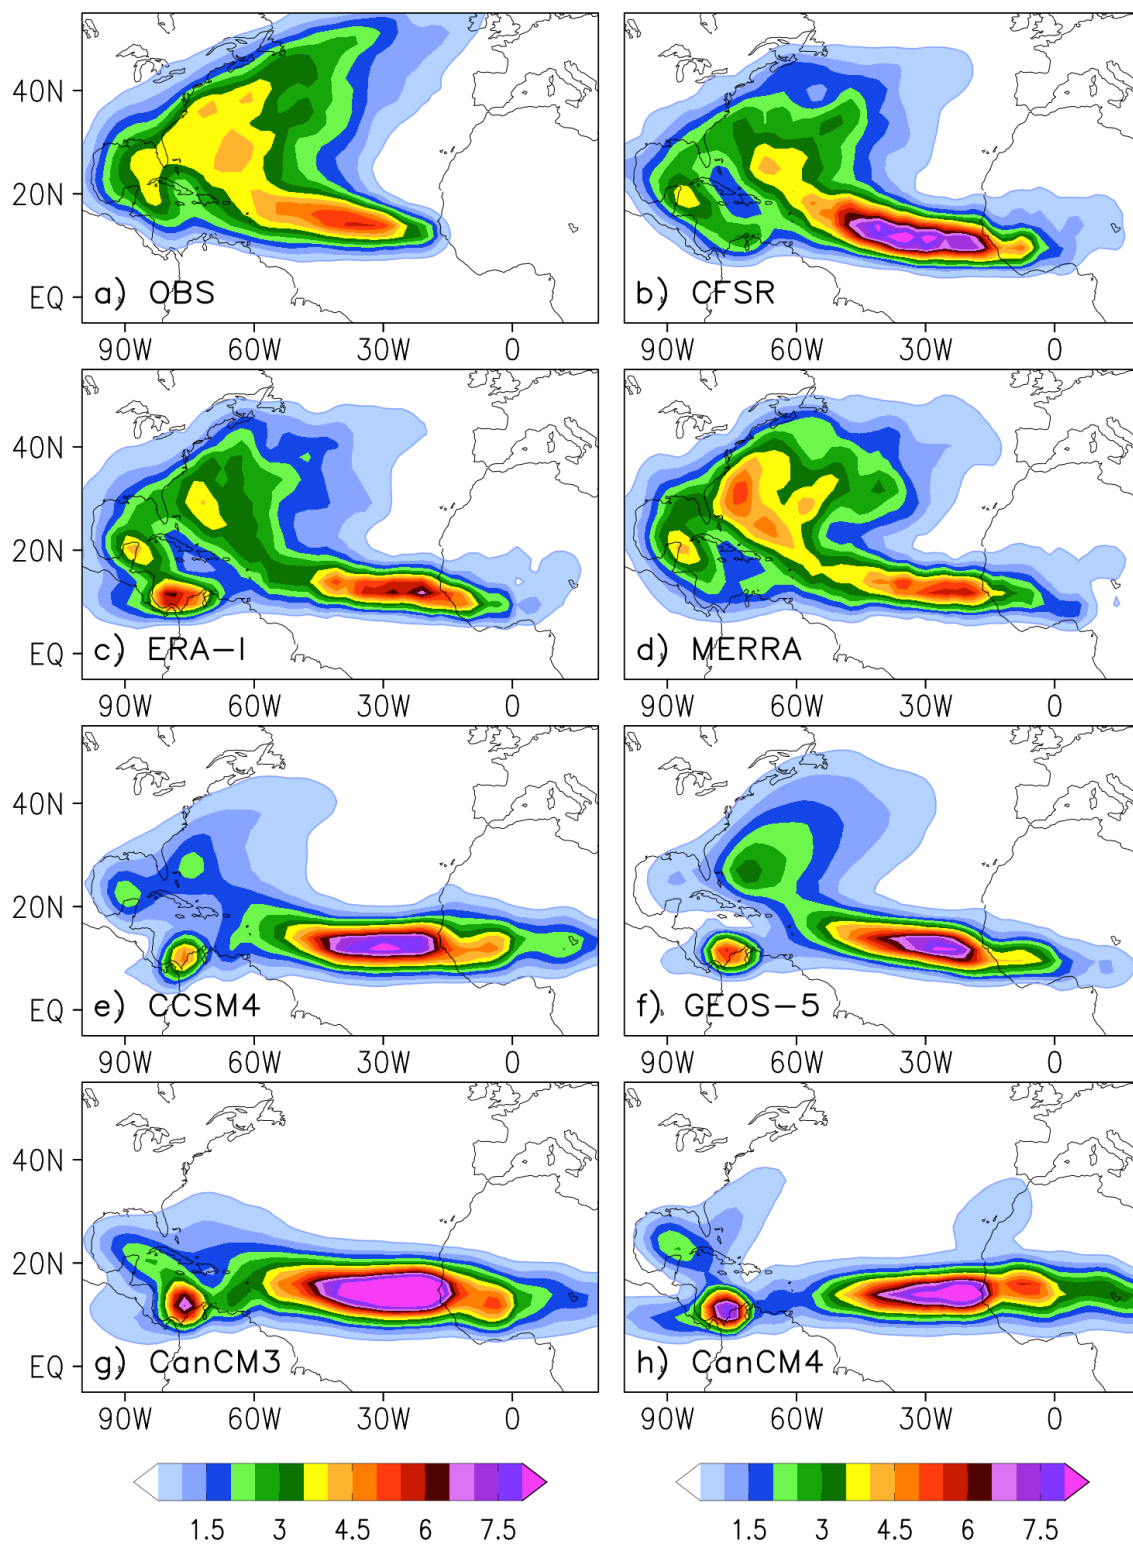 40N
20N
EQ
a) OBS
b) CFSR
90W 60W 30W 0
90W 60W 30W 0
40N
20N
EQ
c) ERA-I
d) MERRA
90W 60W 30W 0
90W 60W 30W 0
40N
20N
EQ
e) CCSM4
f) GEOS-5
90W 60W 30W 0
90W 60W 30W 0
40N
20N
EQ
g) CanCM3
h) CanCM4
90W 60W 30W 0
90W 60W 30W 0
1.5 3 4.5 6 7.5
1.5 3 4.5 6 7.5